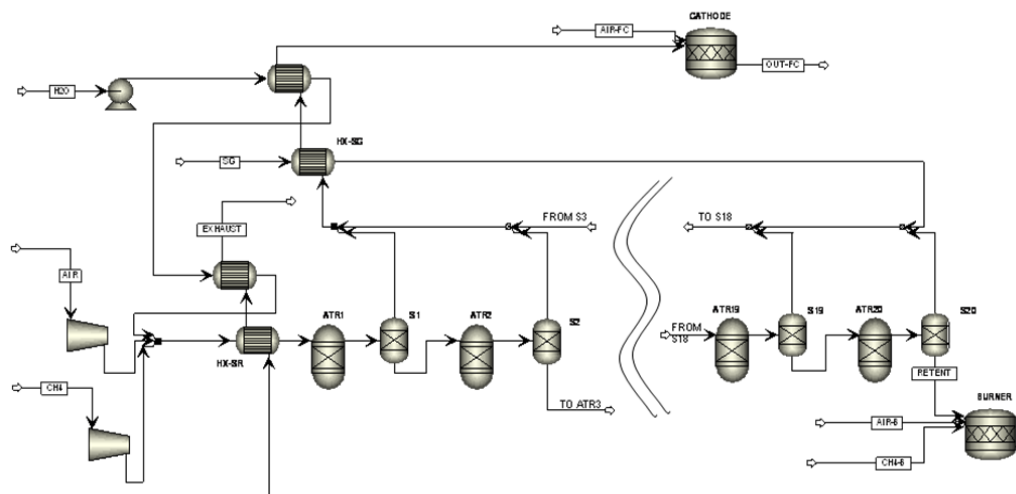 CATHODE
AIR-FC
OUT-FC
H2O
HX-SG
SG
FROM S3
TO S18
EXHAUST
AIR
ATR1
S1
ATR2
S2
FROM
S18
ATR19
S19
ATR20
S20
HX-SR
RETENT
CH4
TO ATR3
BURNER
AIR-B
CH4-B